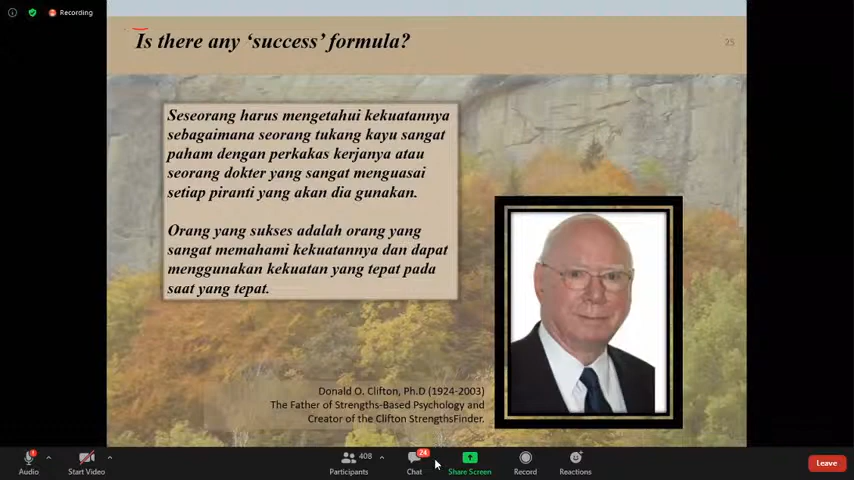 Recording
Is there any ‘success’ formula?
25
Seseorang harus mengetahui kekuatannya
sebagaimana seorang tukang kayu sangat
paham dengan perkakas kerjanya atau
seorang dokter yang sangat menguasai
setiap piranti yang akan dia gunakan.
Orang yang sukses adalah orang yang
sangat memahami kekuatannya dan dapat
menggunakan kekuatan yang tepat pada
saat yang tepat.
Donald O. Clifton, Ph.D (1924-2003)
The Father of Strengths-Based Psychology and
Creator of the Clifton StrengthsFinder.
408
24
Audio
Start Video
Participants
Chat
Share Screen
Record
Reactions
Leave